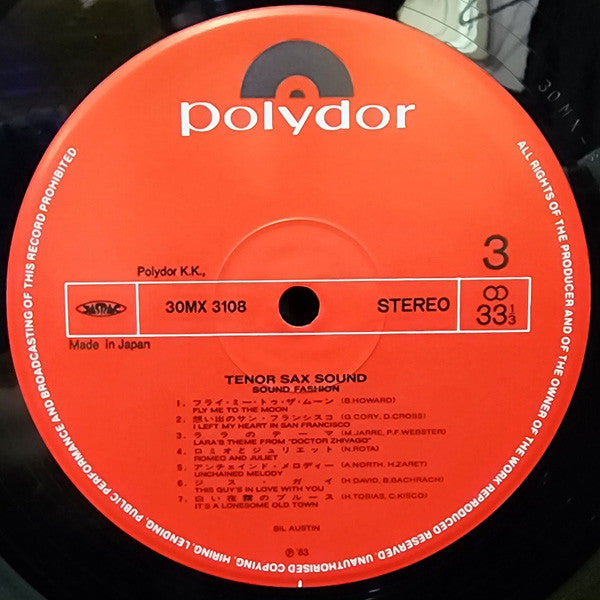 polydor
ALL RIGHTS OF THE PRODUCER AND OF THE OWNER OF THE WORK REPRODUCED RESERVED. UNAUTHORISED COPYING, HIRING, LENDING, PUBLIC PERFORMANCE AND BROADCASTING OF THIS RECORD PROHIBITED
30MX-
3
Polydor K.K.,
JASRAC
30MX 3108
STEREO
33 1/3
Made in Japan
TENOR SAX SOUND
SOUND FASHION
1. フライ・ミー・トゥ・ザ・ムーン (B.HOWARD)
FLY ME TO THE MOON
2. 想い出のサン・フランシスコ (G.CORY, D.CROSS)
I LEFT MY HEART IN SAN FRANCISCO
3. ララのテーマ (M.JARRE, P.F.WEBSTER)
LARA'S THEME FROM "DOCTOR ZHIVAGO"
4. ロミオとジュリエット (N.ROTA)
ROMEO AND JULIET
5. アンチェインド・メロディー (A.NORTH, H.ZARET)
UNCHAINED MELODY
6. ジス・ガイ (H.DAVID, B.BACHRACH)
THIS GUY'S IN LOVE WITH YOU
7. 白い夜霧のブルース (H.TOBIAS, C.KISCO)
IT'S A LONESOME OLD TOWN
SIL AUSTIN
Ⓟ '83